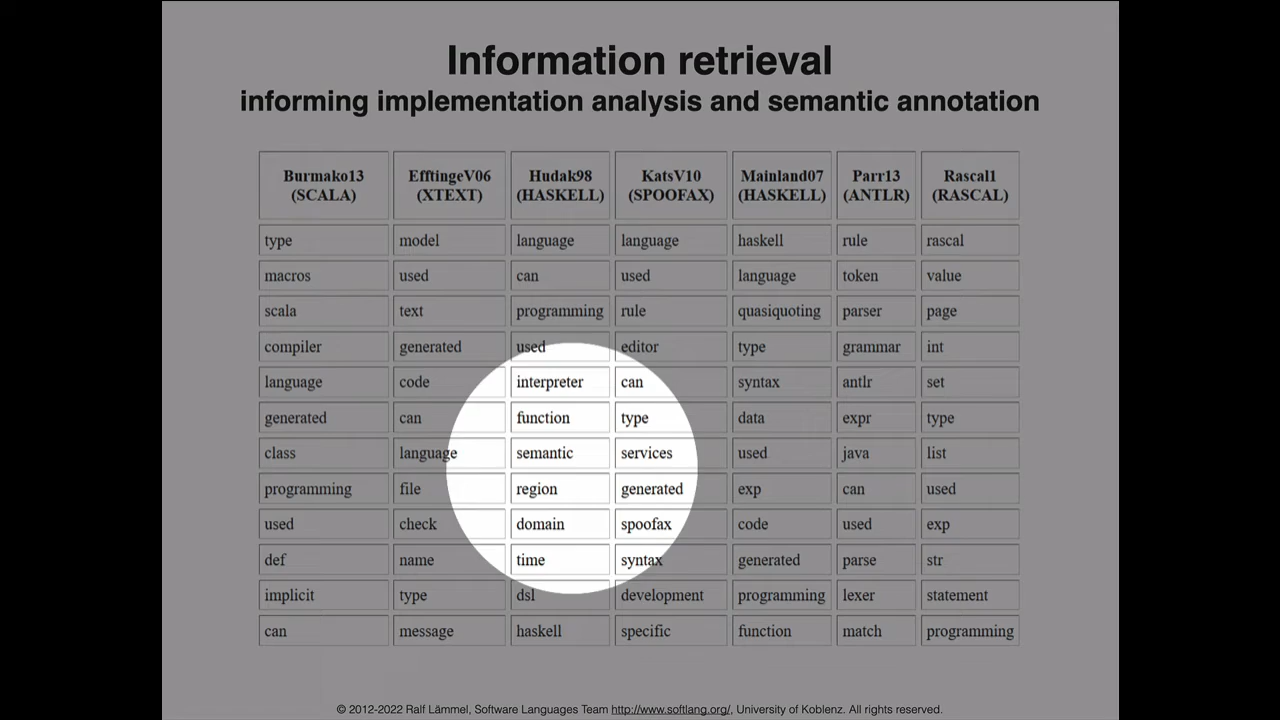 Information retrieval
informing implementation analysis and semantic annotation
Burmako13 (SCALA) EfftingeV06 (XTEXT) Hudak98 (HASKELL) KatsV10 (SPOOFAX) Mainland07 (HASKELL) Parr13 (ANTLR) Rascal1 (RASCAL)
type model language language haskell rule rascal
macros used can used language token value
scala text programming rule quasiquoting parser page
compiler generated used editor type grammar int
language code interpreter can syntax antlr set
generated can function type data expr type
class language semantic services used java list
programming file region generated exp can used
used check domain spoofax code used exp
def name time syntax generated parse str
implicit type dsl development programming lexer statement
can message haskell specific function match programming
© 2012-2022 Ralf Lämmel, Software Languages Team http://www.softlang.org/, University of Koblenz. All rights reserved.